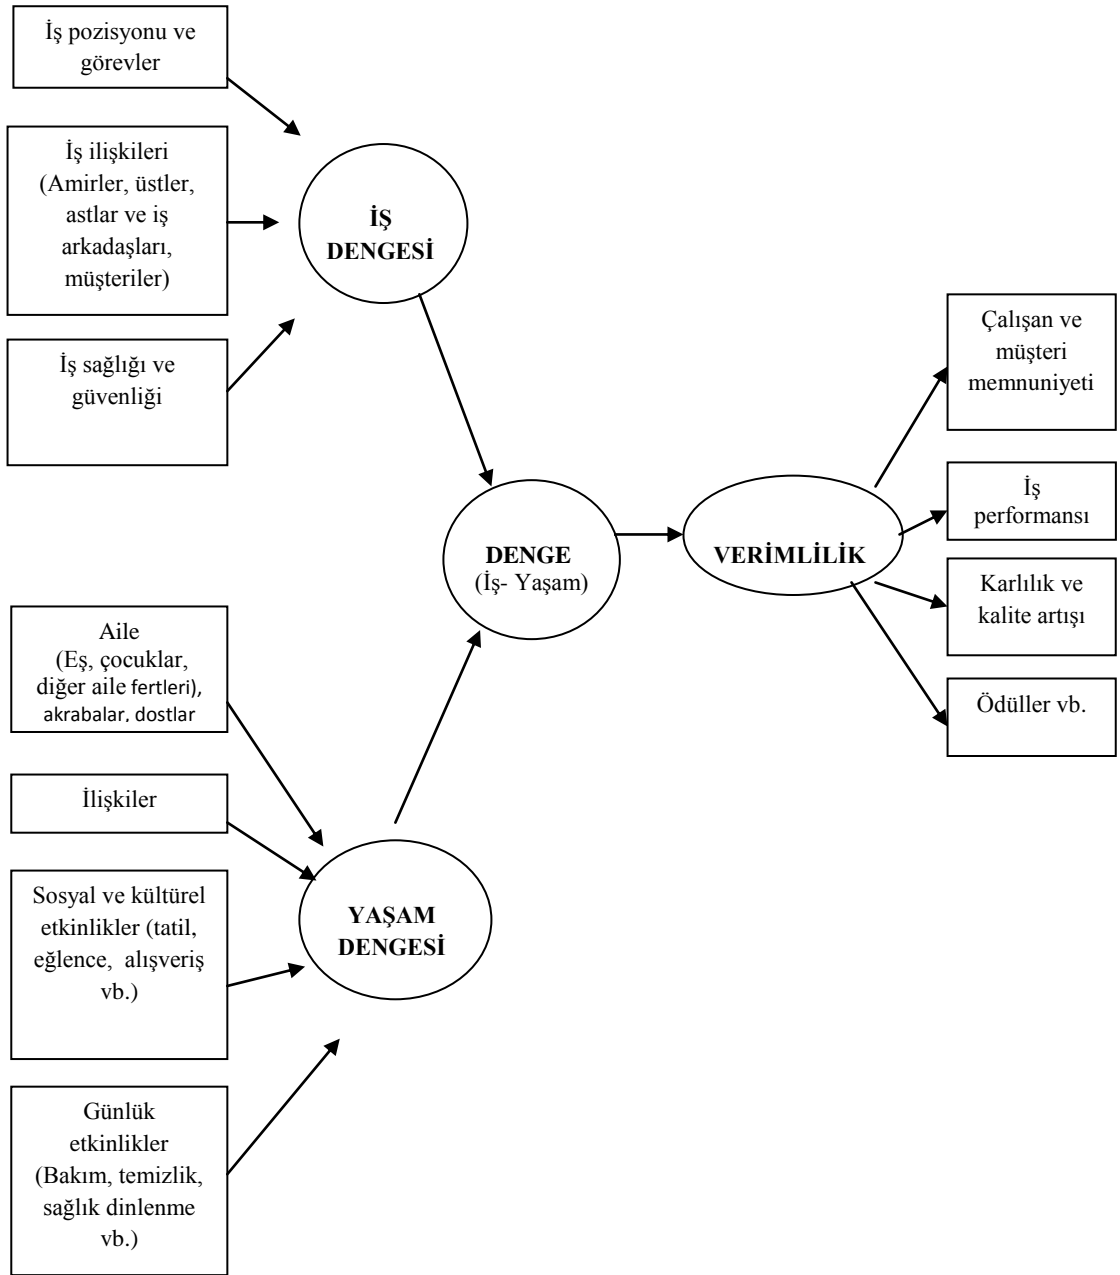 İş pozisyonu ve
görevler
İş ilişkileri
(Amirler, üstler,
astlar ve iş
arkadaşları,
müşteriler)
İş sağlığı ve
güvenliği
İŞ
DENGESİ
Aile
(Eş, çocuklar,
diğer aile fertleri),
akrabalar, dostlar
İlişkiler
Sosyal ve kültürel
etkinlikler (tatil,
eğlence, alışveriş
vb.)
Günlük
etkinlikler
(Bakım, temizlik,
sağlık dinlenme
vb.)
YAŞAM
DENGESİ
DENGE
(İş- Yaşam)
VERİMLİLİK
Çalışan ve
müşteri
memnuniyeti
İş
performansı
Karlılık ve
kalite artışı
Ödüller vb.